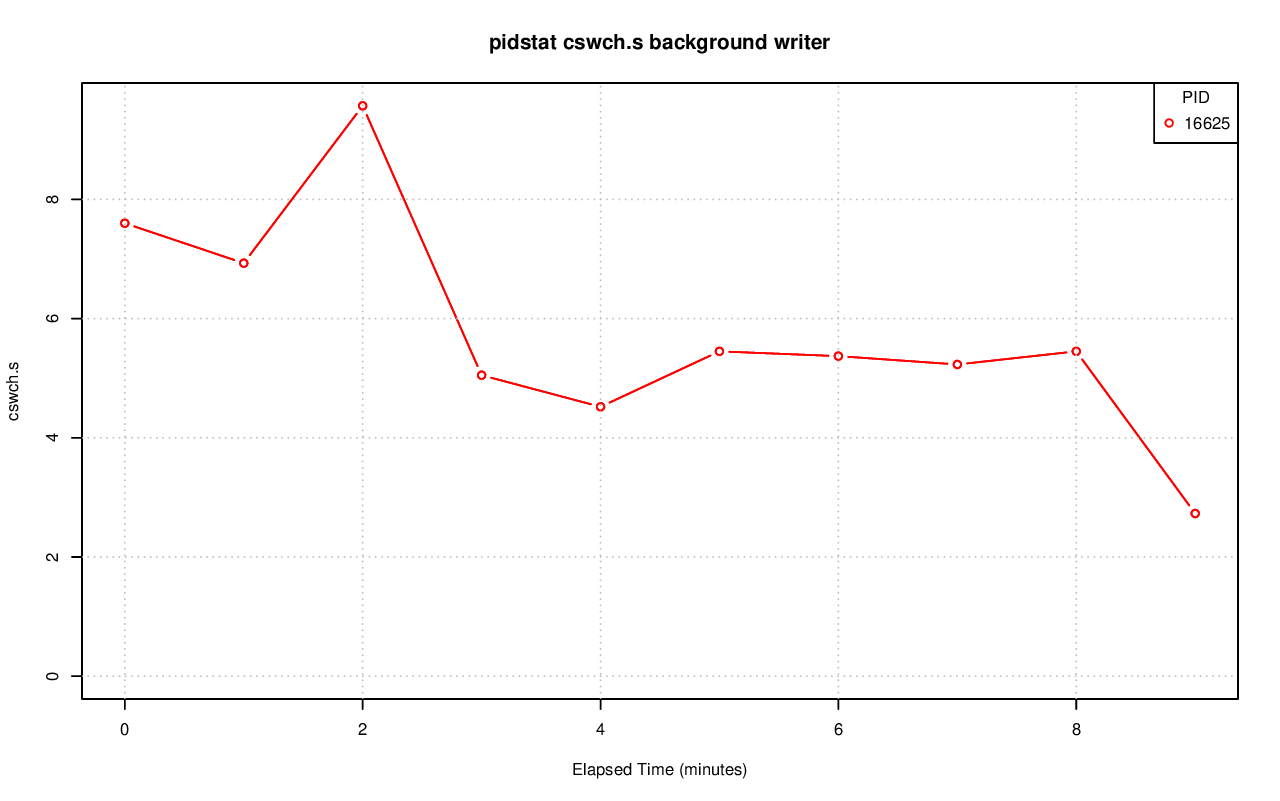 pidstat cswch.s background writer
PID
16625
cswch.s
8
6
4
2
0
0 2 4 6 8
Elapsed Time (minutes)